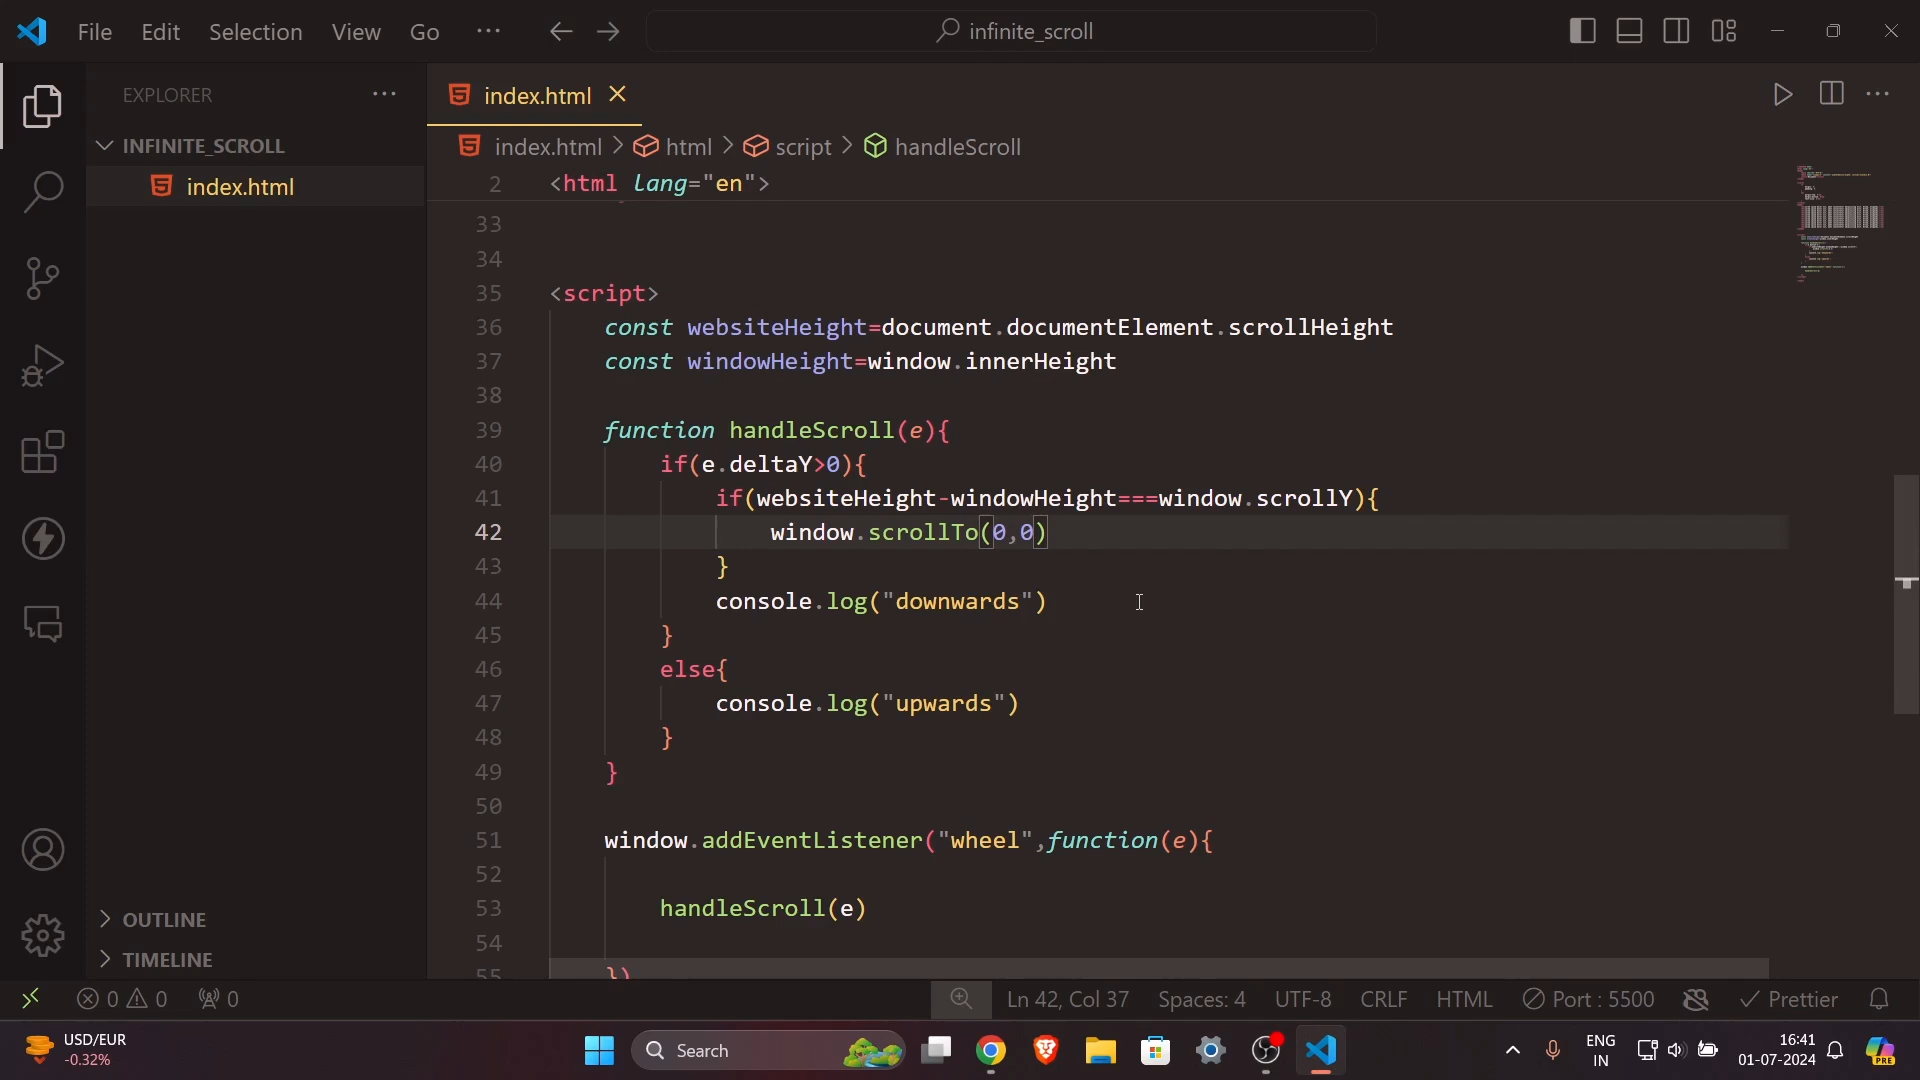 File Edit Selection View Go ··· infinite_scroll
EXPLORER ···
INFINITE_SCROLL
index.html
OUTLINE
TIMELINE
index.html
index.html > html > script > handleScroll
2 <html lang="en">
33
34
35 <script>
36 const websiteHeight=document.documentElement.scrollHeight
37 const windowHeight=window.innerHeight
38
39 function handleScroll(e){
40 if(e.deltaY>0){
41 if(websiteHeight-windowHeight===window.scrollY){
42 window.scrollTo(0,0)
43 }
44 console.log("downwards")
45 }
46 else{
47 console.log("upwards")
48 }
49 }
50
51 window.addEventListener("wheel",function(e){
52
53 handleScroll(e)
54
55 })
0 0 0 Ln 42, Col 37 Spaces: 4 UTF-8 CRLF HTML Port : 5500 Prettier
USD/EUR
-0.32%
Search
PRE
ENG
IN
16:41
01-07-2024